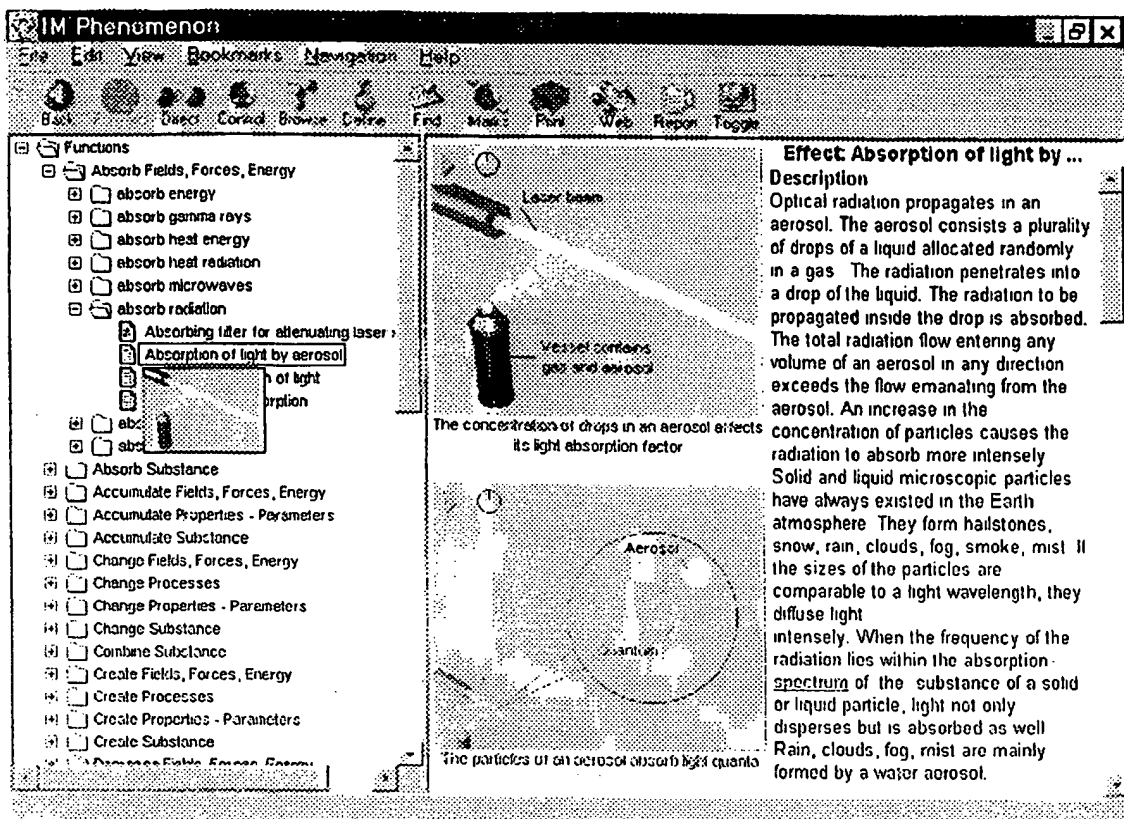 IM Phenomenon
File Edit View Bookmarks Navigation Help
Back Direct Control Browse Define Find Marks Print Web Report Toggle
Functions
Absorb Fields, Forces, Energy
absorb energy
absorb gamma rays
absorb heat energy
absorb heat radiation
absorb microwaves
absorb radiation
Absorbing filter for attenuating laser
Absorption of light by aerosol
n of light
orption
abs
abs
Absorb Substance
Accumulate Fields, Forces, Energy
Accumulate Properties - Parameters
Accumulate Substance
Change Fields, Forces, Energy
Change Processes
Change Properties - Parameters
Change Substance
Combine Substance
Create Fields, Forces, Energy
Create Processes
Create Properties - Parameters
Create Substance
Decrease Fields, Forces, Energy
Laser beam
Vessel contains
gas and aerosol
The concentration of drops in an aerosol affects
its light absorption factor
Aerosol
Quantum
The particles of an aerosol absorb light quanta
Effect: Absorption of light by ...
Description
Optical radiation propagates in an
aerosol. The aerosol consists a plurality
of drops of a liquid allocated randomly
in a gas The radiation penetrates into
a drop of the liquid. The radiation to be
propagated inside the drop is absorbed.
The total radiation flow entering any
volume of an aerosol in any direction
exceeds the flow emanating from the
aerosol. An increase in the
concentration of particles causes the
radiation to absorb more intensely
Solid and liquid microscopic particles
have always existed in the Earth
atmosphere They form hailstones,
snow, rain, clouds, fog, smoke, mist If
the sizes of the particles are
comparable to a light wavelength, they
diffuse light
intensely. When the frequency of the
radiation lies within the absorption
spectrum of the substance of a solid
or liquid particle, light not only
disperses but is absorbed as well
Rain, clouds, fog, mist are mainly
formed by a water aerosol.